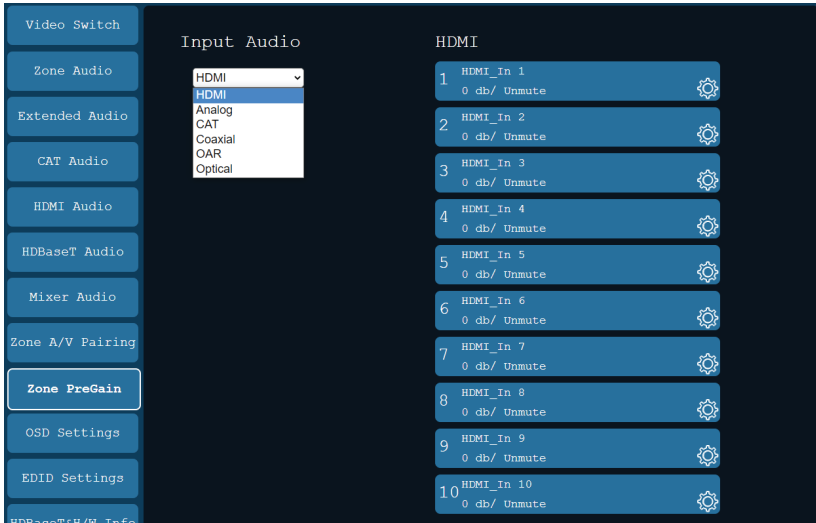 Video Switch
Zone Audio
Extended Audio
CAT Audio
HDMI Audio
HDBaseT Audio
Mixer Audio
Zone A/V Pairing
Zone PreGain
OSD Settings
EDID Settings
HDBaseT&H/W Info
Input Audio
HDMI
HDMI
Analog
CAT
Coaxial
OAR
Optical
HDMI
1 HDMI_In 1
0 db/ Unmute
2 HDMI_In 2
0 db/ Unmute
3 HDMI_In 3
0 db/ Unmute
4 HDMI_In 4
0 db/ Unmute
5 HDMI_In 5
0 db/ Unmute
6 HDMI_In 6
0 db/ Unmute
7 HDMI_In 7
0 db/ Unmute
8 HDMI_In 8
0 db/ Unmute
9 HDMI_In 9
0 db/ Unmute
10 HDMI_In 10
0 db/ Unmute